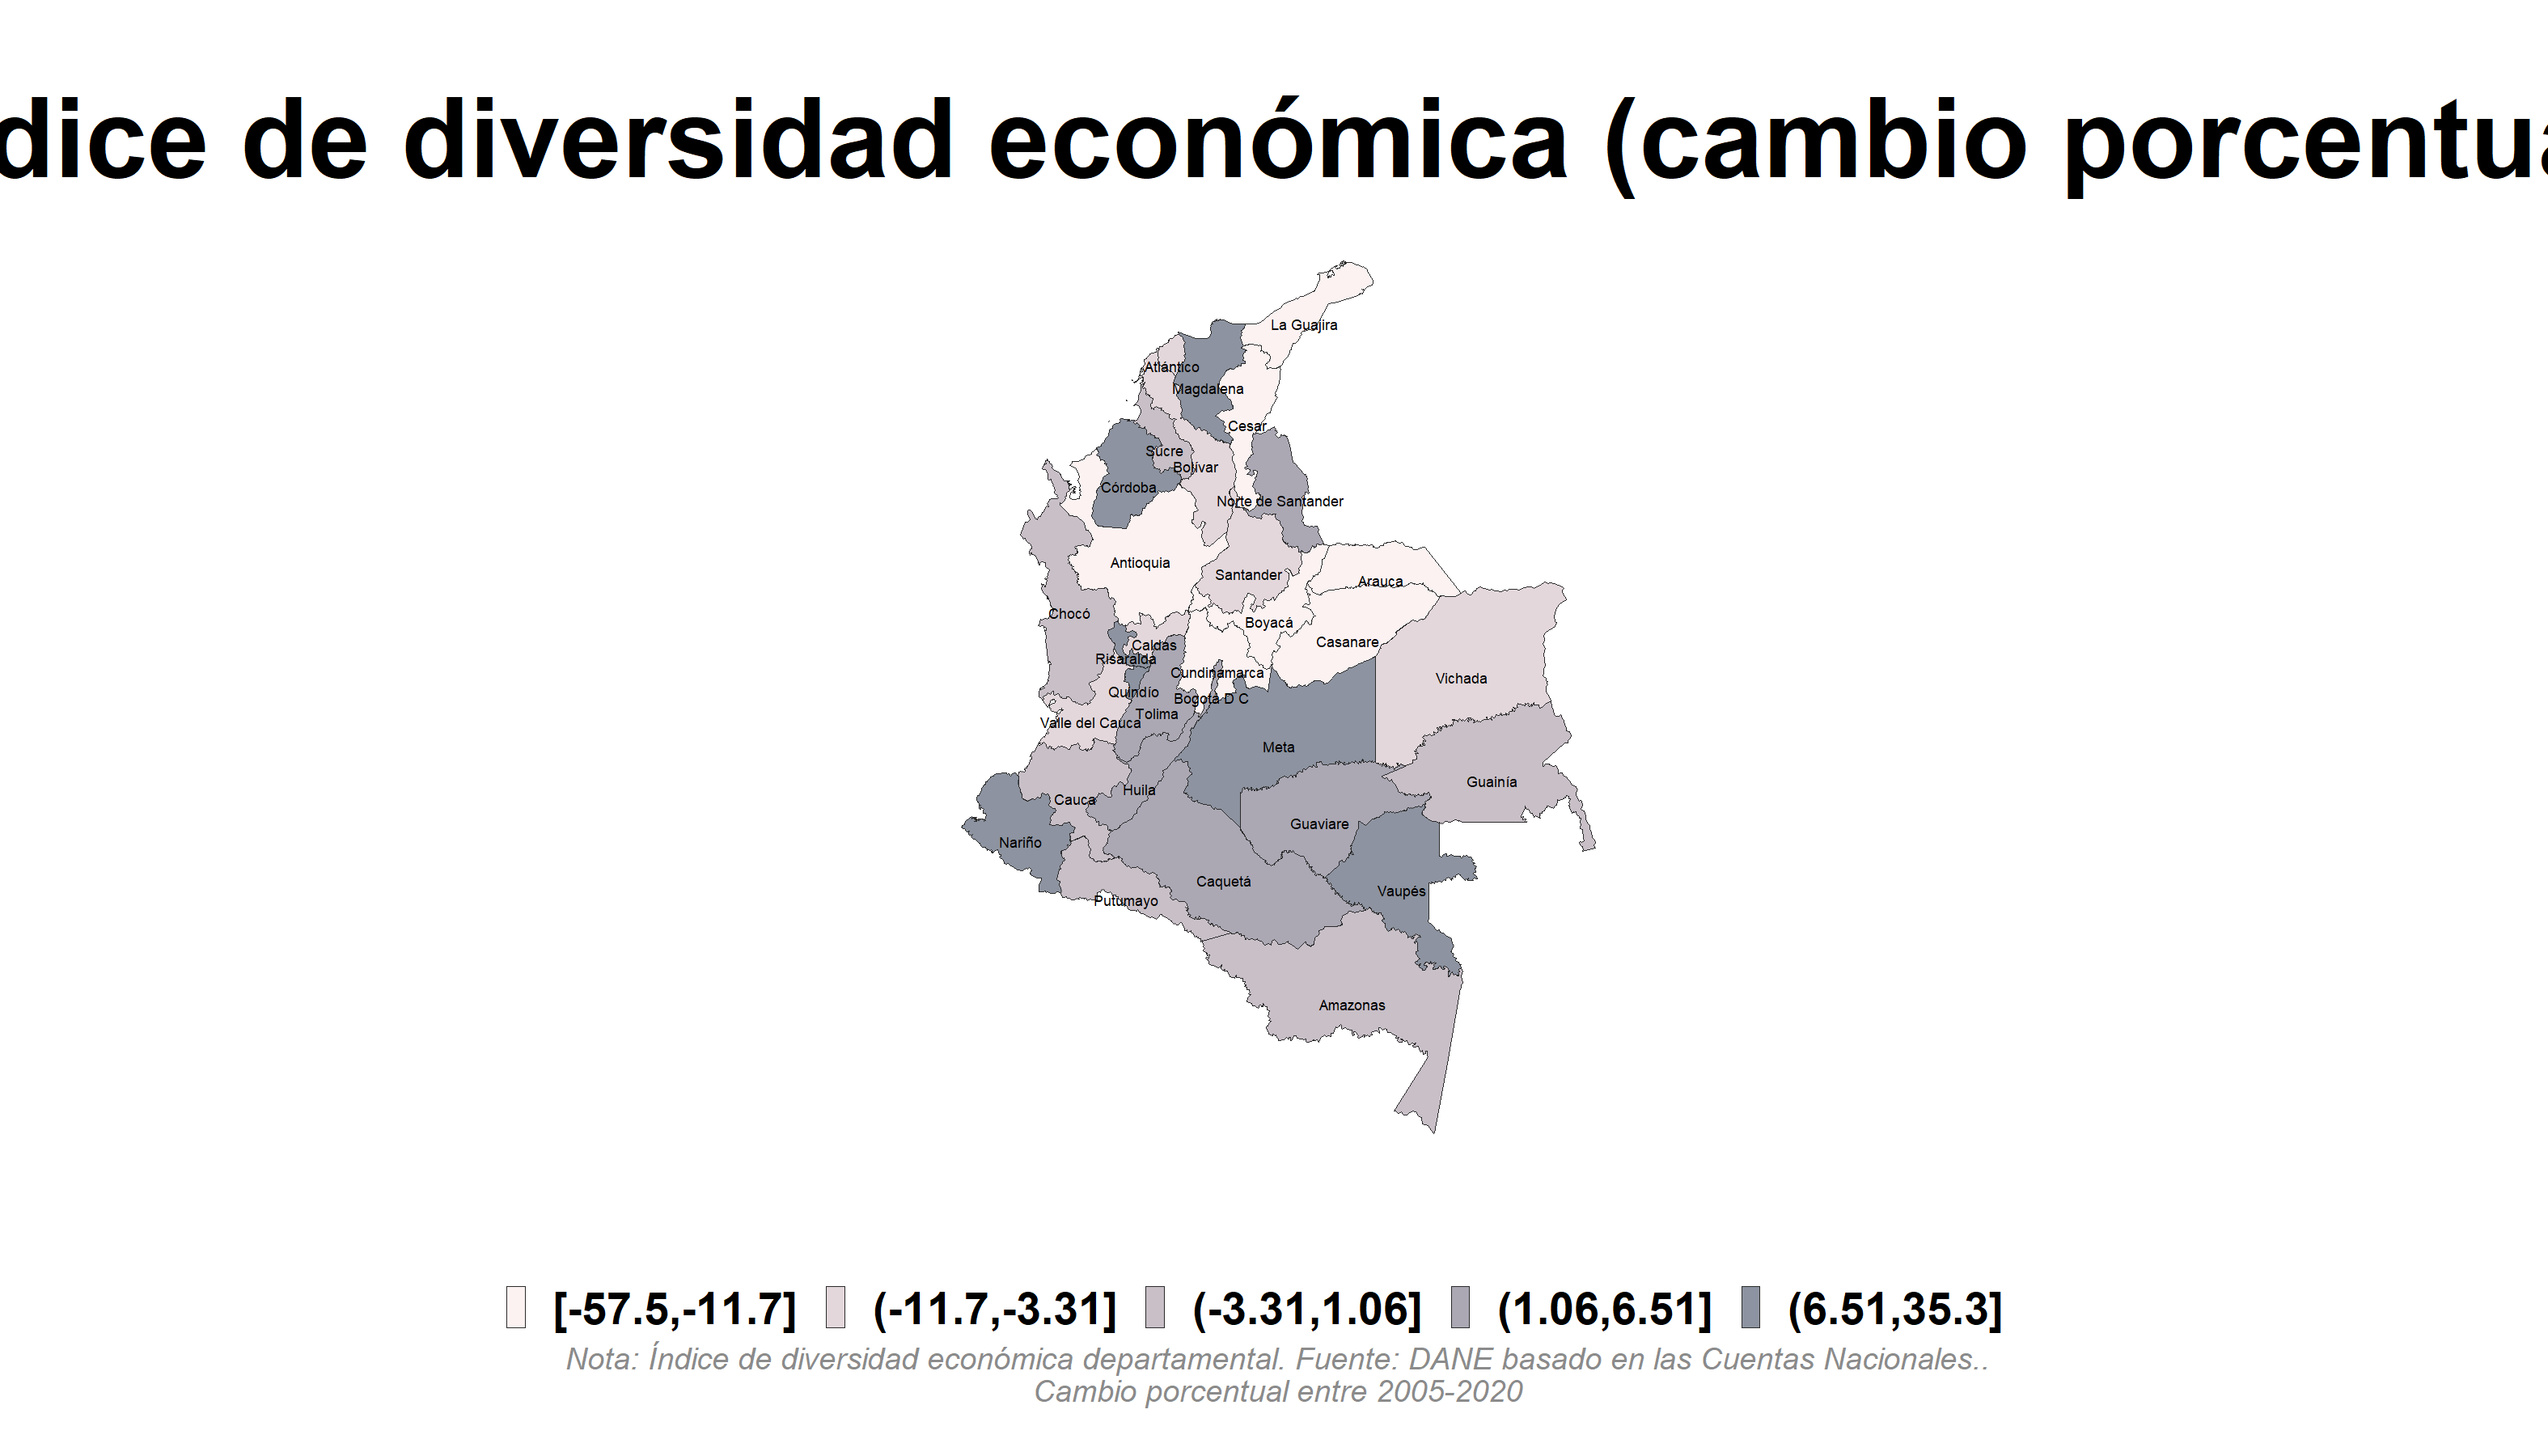 dice de diversidad económica (cambio porcentua
La Guajira
Atlántico
Magdalena
Cesar
Sucre
Bolívar
Córdoba
Norte de Santander
Antioquia
Santander
Arauca
Chocó
Boyacá
Casanare
Caldas
Risaralda
Cundinamarca
Vichada
Quindío
Bogotá D C
Tolima
Valle del Cauca
Meta
Guainía
Huila
Cauca
Guaviare
Nariño
Caquetá
Vaupés
Putumayo
Amazonas
[-57.5,-11.7] (-11.7,-3.31] (-3.31,1.06] (1.06,6.51] (6.51,35.3]
Nota: Índice de diversidad económica departamental. Fuente: DANE basado en las Cuentas Nacionales..
Cambio porcentual entre 2005-2020